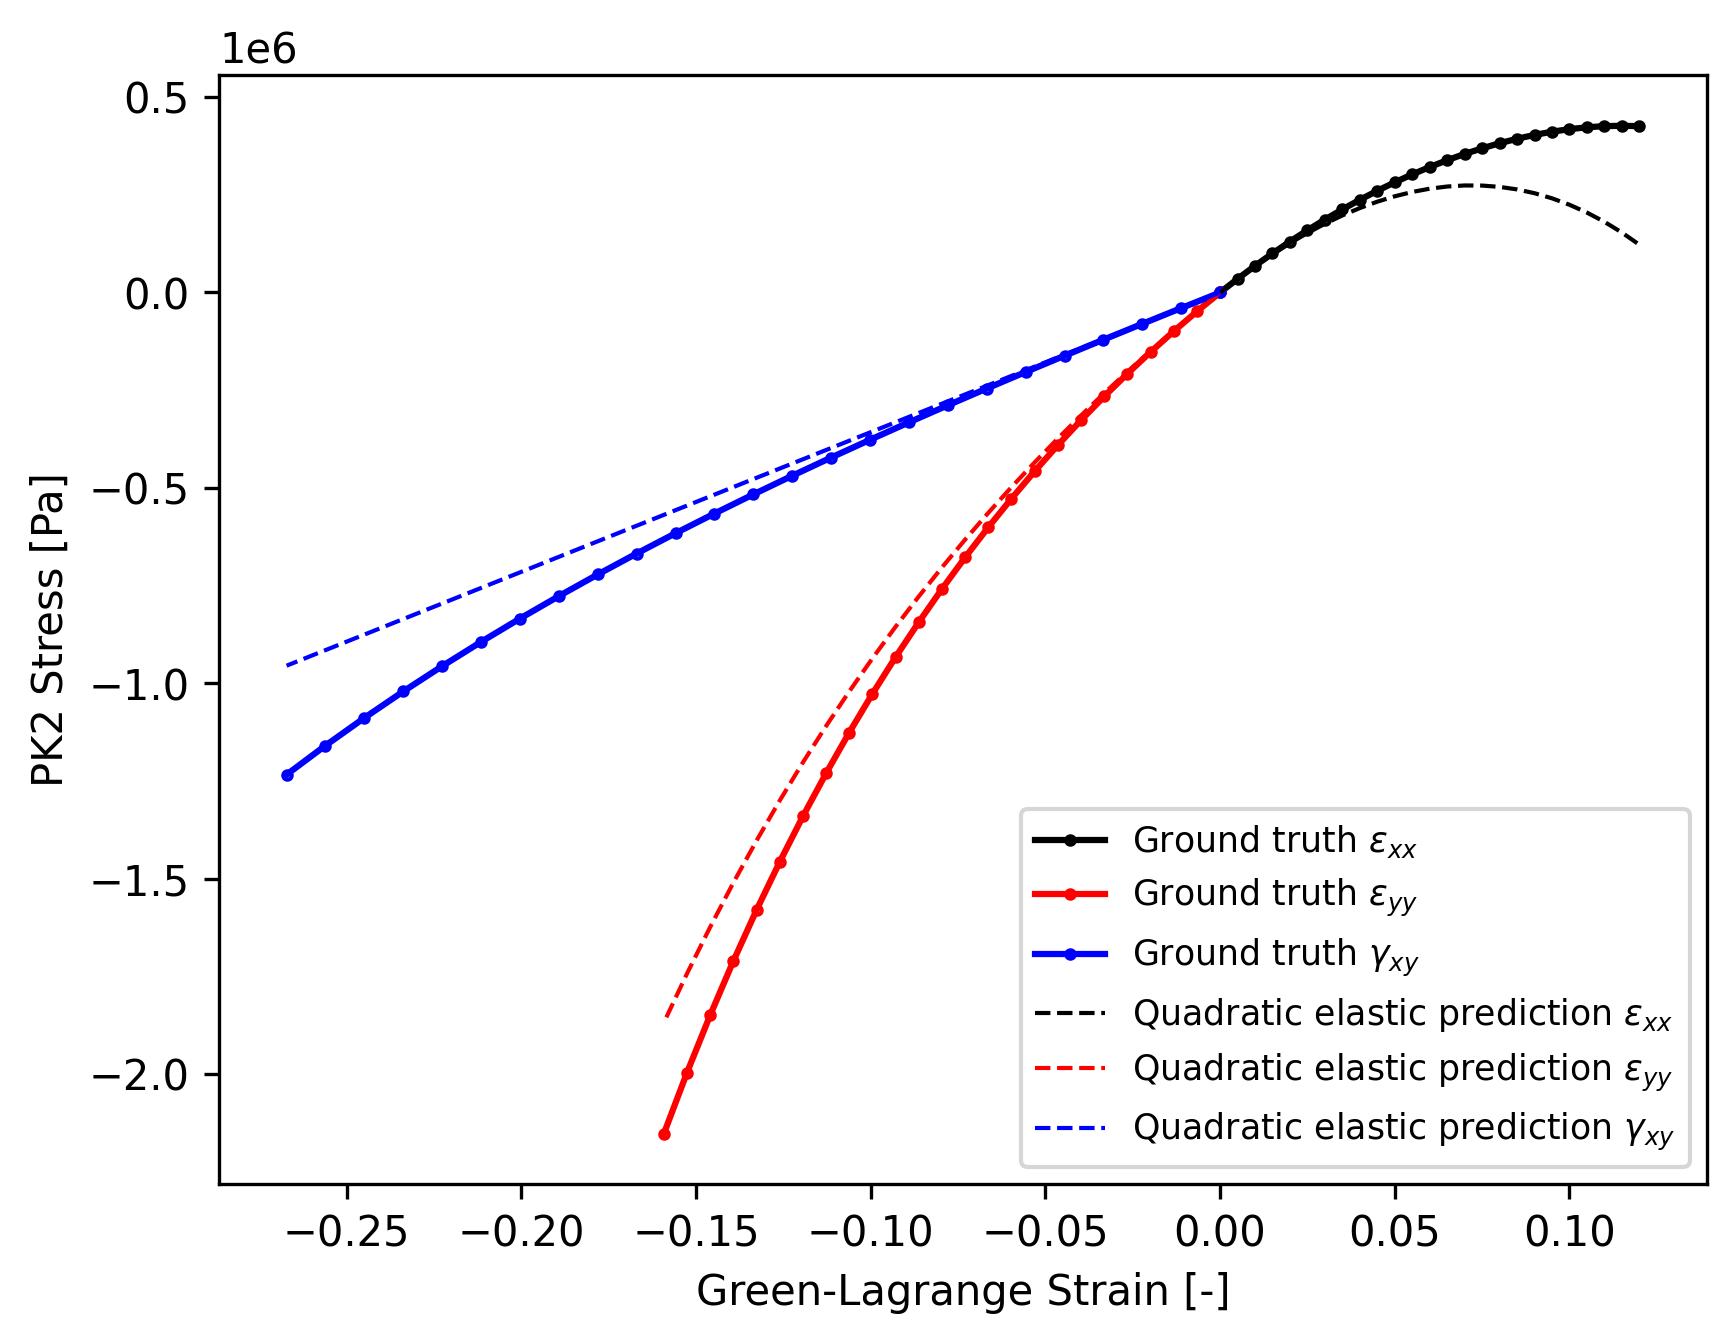 1e6
0.5
0.0
−0.5
−1.0
−1.5
−2.0
PK2 Stress [Pa]
−0.25 −0.20 −0.15 −0.10 −0.05 0.00 0.05 0.10
Green-Lagrange Strain [-]
Ground truth εxx
Ground truth εyy
Ground truth γxy
Quadratic elastic prediction εxx
Quadratic elastic prediction εyy
Quadratic elastic prediction γxy